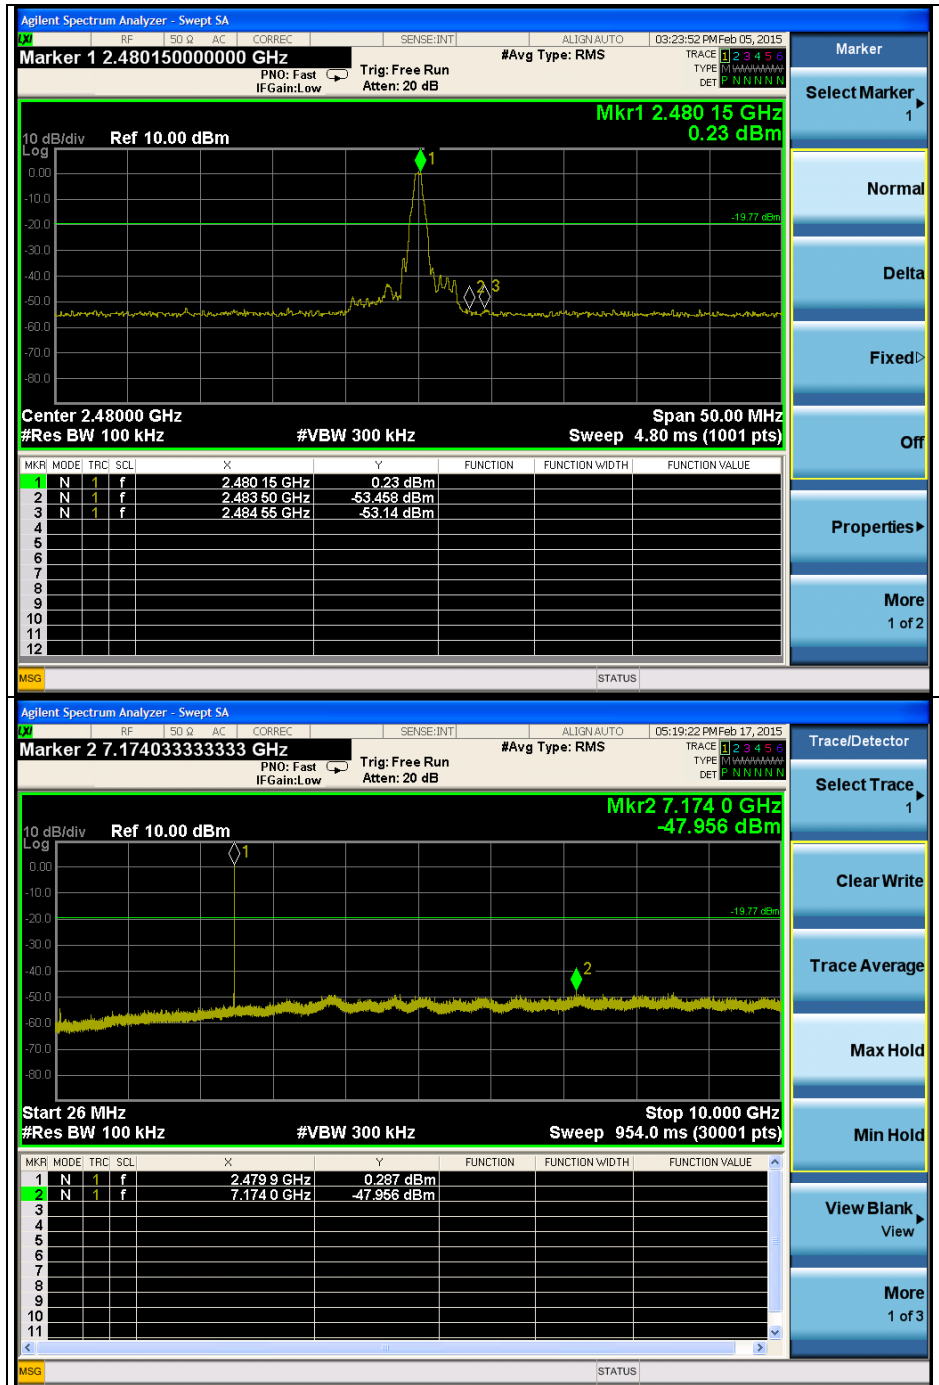 Agilent Spectrum Analyzer - Swept SA
LXI RF 50 Ω AC CORREC SENSE:INT ALIGN AUTO 03:23:52 PM Feb 05, 2015
Marker 1 2.480150000000 GHz #Avg Type: RMS TRACE 1 2 3 4 5 6
PNO: Fast Trig: Free Run TYPE M WWWWW
IFGain:Low Atten: 20 dB DET P N N N N N
Mkr1 2.480 15 GHz
0.23 dBm
10 dB/div Ref 10.00 dBm
Log
1
0.00
-10.0
-19.77 dBm
-20.0
-30.0
-40.0
2 3
-50.0
-60.0
-70.0
-80.0
Center 2.48000 GHz Span 50.00 MHz
#Res BW 100 kHz #VBW 300 kHz Sweep 4.80 ms (1001 pts)
MKR MODE TRC SCL X Y FUNCTION FUNCTION WIDTH FUNCTION VALUE
1 N 1 f 2.480 15 GHz 0.23 dBm
2 N 1 f 2.483 50 GHz -53.458 dBm
3 N 1 f 2.484 55 GHz -53.14 dBm
4
5
6
7
8
9
10
11
12
MSG STATUS
Marker
Select Marker
1
Normal
Delta
Fixed
Off
Properties
More
1 of 2
Agilent Spectrum Analyzer - Swept SA
LXI RF 50 Ω AC CORREC SENSE:INT ALIGN AUTO 05:19:22 PM Feb 17, 2015
Marker 2 7.174033333333 GHz #Avg Type: RMS TRACE 1 2 3 4 5 6
PNO: Fast Trig: Free Run TYPE M WWWWW
IFGain:Low Atten: 20 dB DET P N N N N N
Mkr2 7.174 0 GHz
-47.956 dBm
10 dB/div Ref 10.00 dBm
Log
1
0.00
-10.0
-19.77 dBm
-20.0
-30.0
2
-40.0
-50.0
-60.0
-70.0
-80.0
Start 26 MHz Stop 10.000 GHz
#Res BW 100 kHz #VBW 300 kHz Sweep 954.0 ms (30001 pts)
MKR MODE TRC SCL X Y FUNCTION FUNCTION WIDTH FUNCTION VALUE
1 N 1 f 2.479 9 GHz 0.287 dBm
2 N 1 f 7.174 0 GHz -47.956 dBm
3
4
5
6
7
8
9
10
11
MSG STATUS
Trace/Detector
Select Trace
1
Clear Write
Trace Average
Max Hold
Min Hold
View Blank
View
More
1 of 3